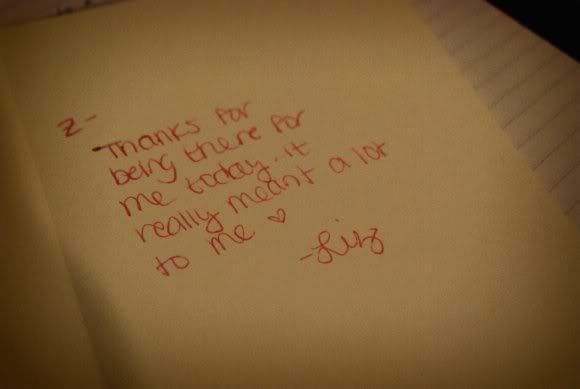 Z-
-Thanks for
being there for
me today. it
really meant a lot
to me ♡
-Liz